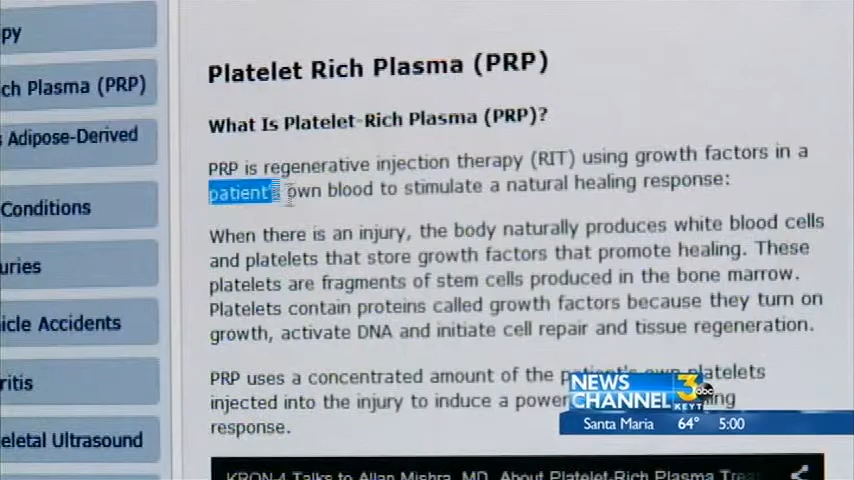 py
ch Plasma (PRP)
Adipose-Derived
Conditions
uries
icle Accidents
ritis
eletal Ultrasound
Platelet Rich Plasma (PRP)
What Is Platelet-Rich Plasma (PRP)?
PRP is regenerative injection therapy (RIT) using growth factors in a
patient's own blood to stimulate a natural healing response:
When there is an injury, the body naturally produces white blood cells
and platelets that store growth factors that promote healing. These
platelets are fragments of stem cells produced in the bone marrow.
Platelets contain proteins called growth factors because they turn on
growth, activate DNA and initiate cell repair and tissue regeneration.
PRP uses a concentrated amount of the patient's own platelets
injected into the injury to induce a power ing
response.
KRON-4 Talks to Allan Mishra, MD, About Platelet-Rich Plasma Trea
NEWS
CHANNEL 3 abc
KEYT
Santa Maria 64° 5:00